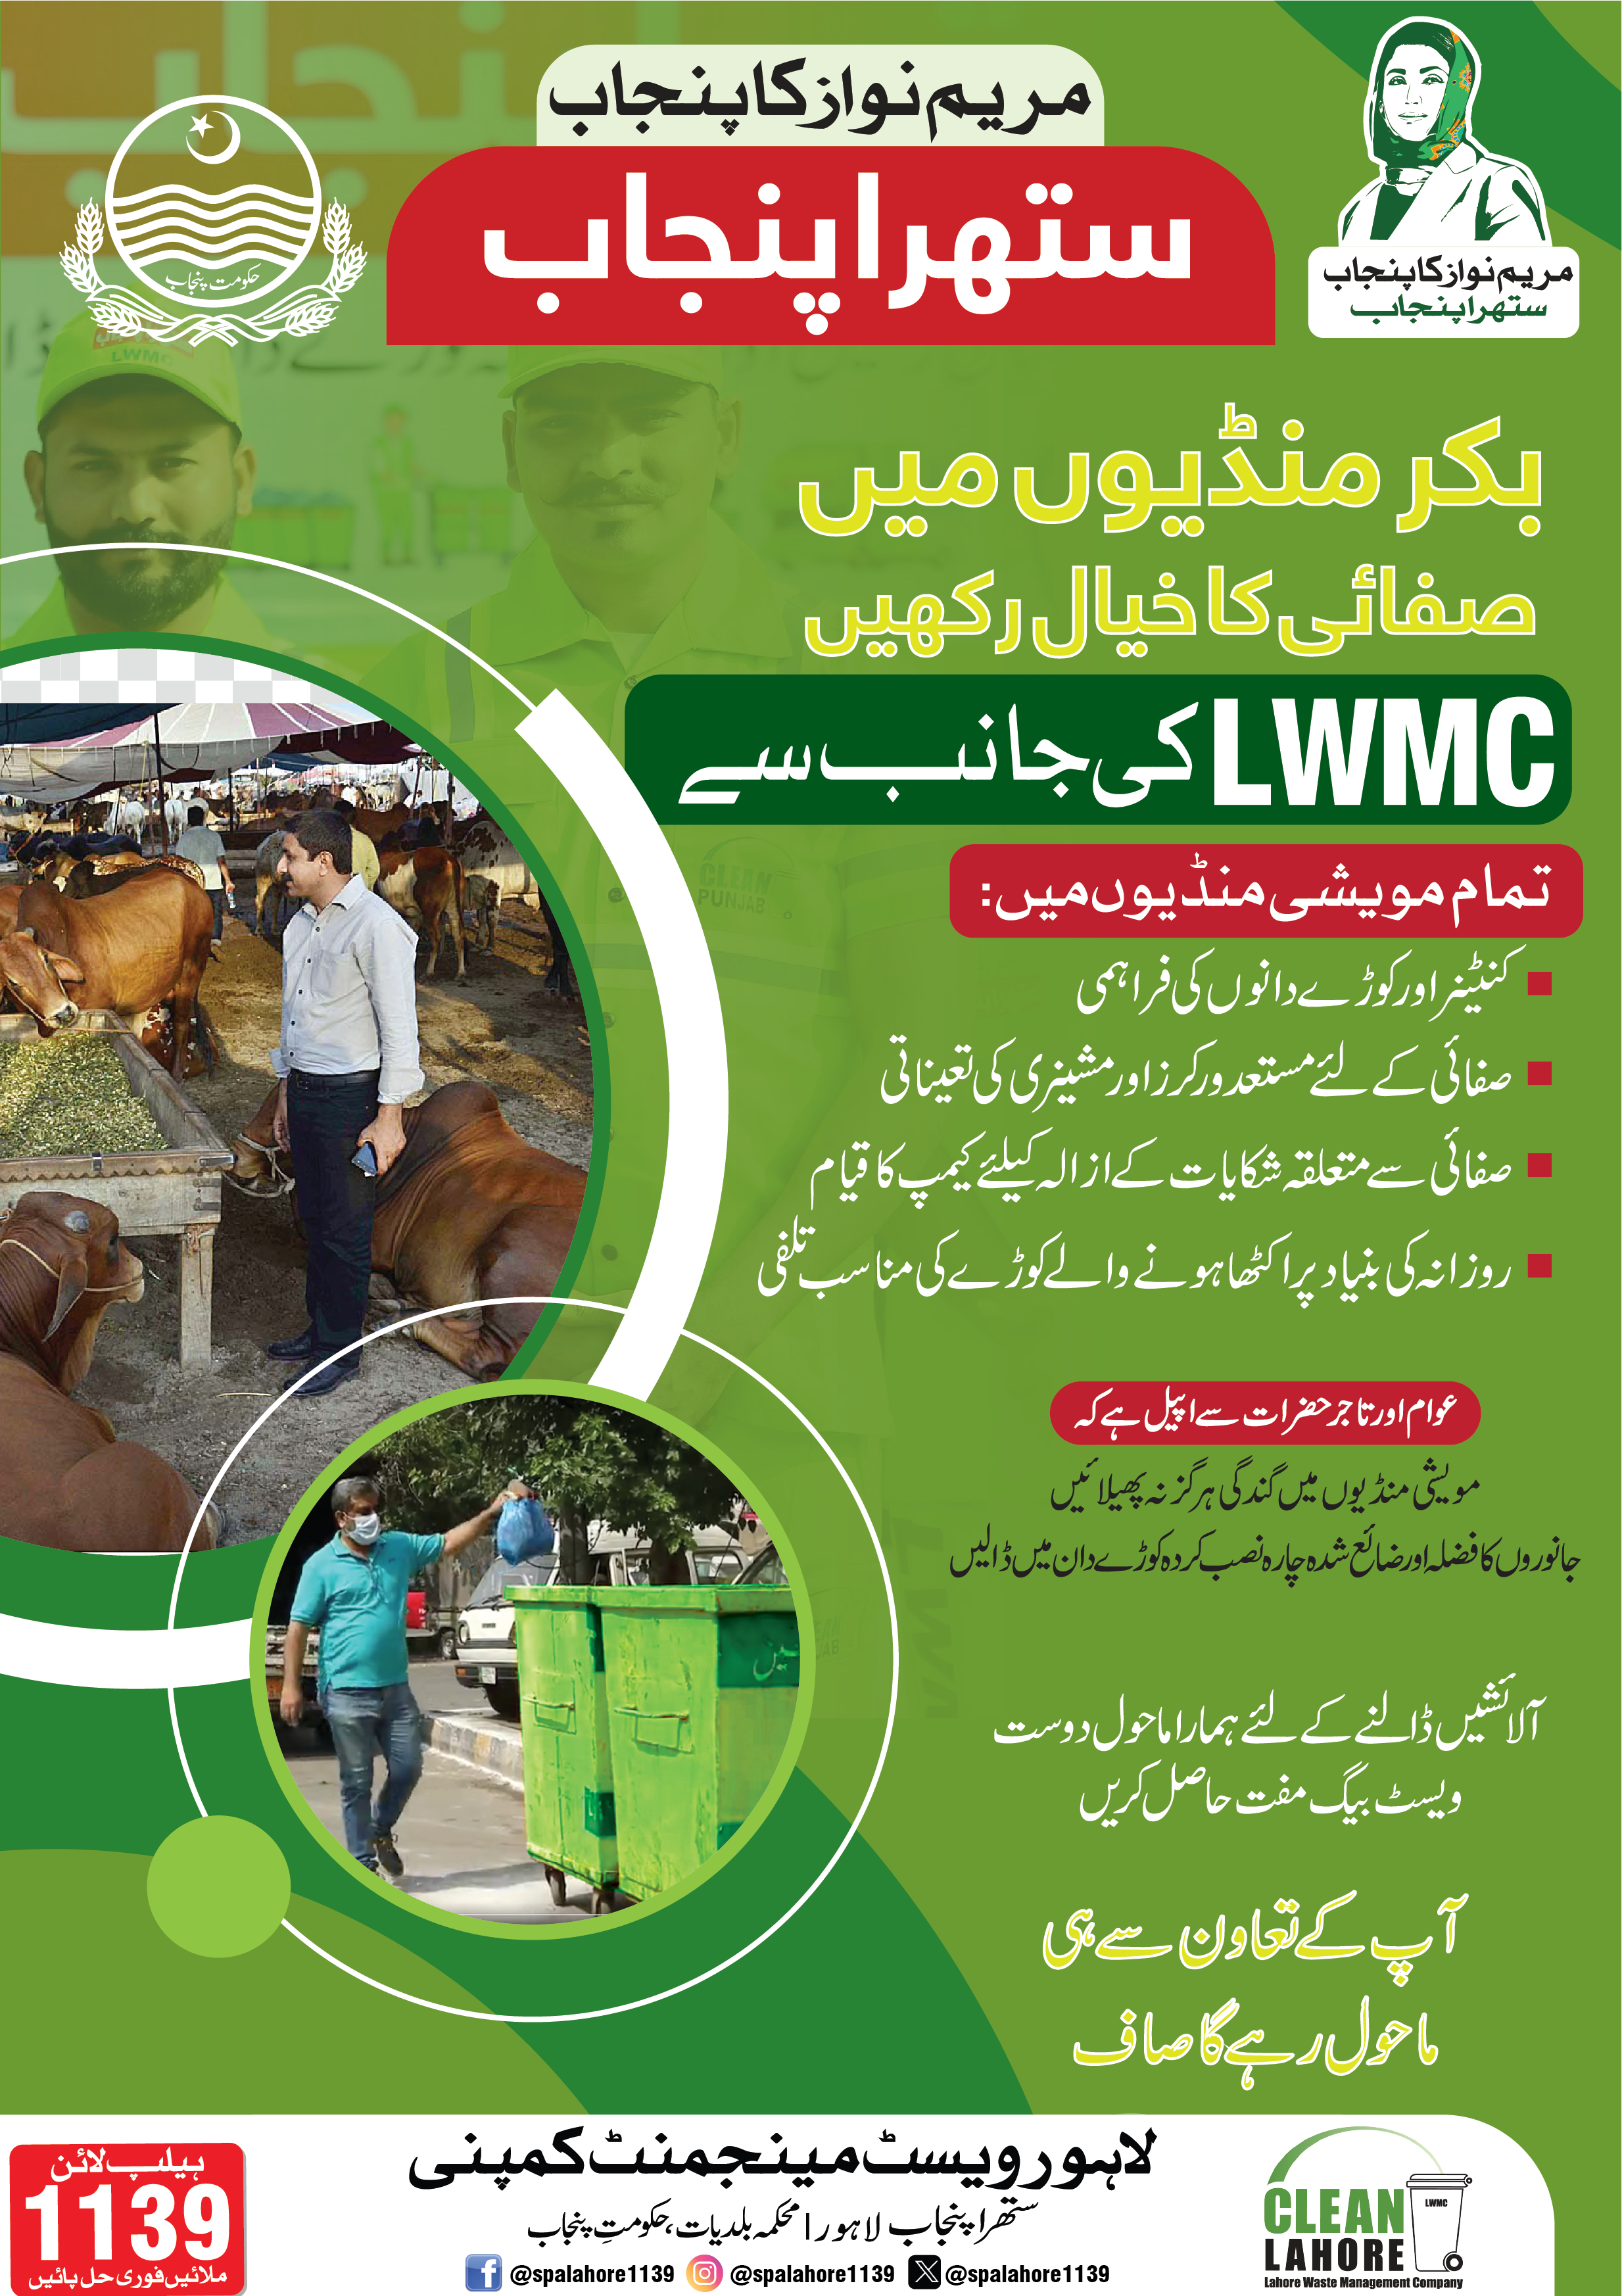 مریم نواز کا پنجاب
ستھرا پنجاب
حکومت پنجاب
مریم نواز کا پنجاب
ستھرا پنجاب
LWMC
بکر منڈیوں میں
صفائی کا خیال رکھیں
LWMC کی جانب سے
تمام مویشی منڈیوں میں:
کنٹینر اور کوڑے دانوں کی فراہمی
صفائی کے لئے مستعد ورکرز اور مشینری کی تعیناتی
صفائی سے متعلقہ شکایات کے ازالہ کیلئے کیمپ کا قیام
روزانہ کی بنیاد پر اکٹھا ہونے والے کوڑے کی مناسب تلفی
عوام اور تاجر حضرات سے اپیل ہے کہ
مویشی منڈیوں میں گندگی ہرگز نہ پھیلائیں
جانوروں کا فضلہ اور ضائع شدہ چارہ نصب کردہ کوڑے دان میں ڈالیں
آلائشیں ڈالنے کے لئے ہمارا ماحول دوست
ویسٹ بیگ مفت حاصل کریں
آپ کے تعاون سے ہی
ماحول رہے گا صاف
CLEAN
PUNJAB
ہیلپ لائن
1139
ملائیں فوری حل پائیں
لاہور ویسٹ مینجمنٹ کمپنی
ستھرا پنجاب لاہور | محکمہ بلدیات، حکومتِ پنجاب
@spalahore1139 @spalahore1139 @spalahore1139
LWMC
CLEAN
LAHORE
Lahore Waste Management Company